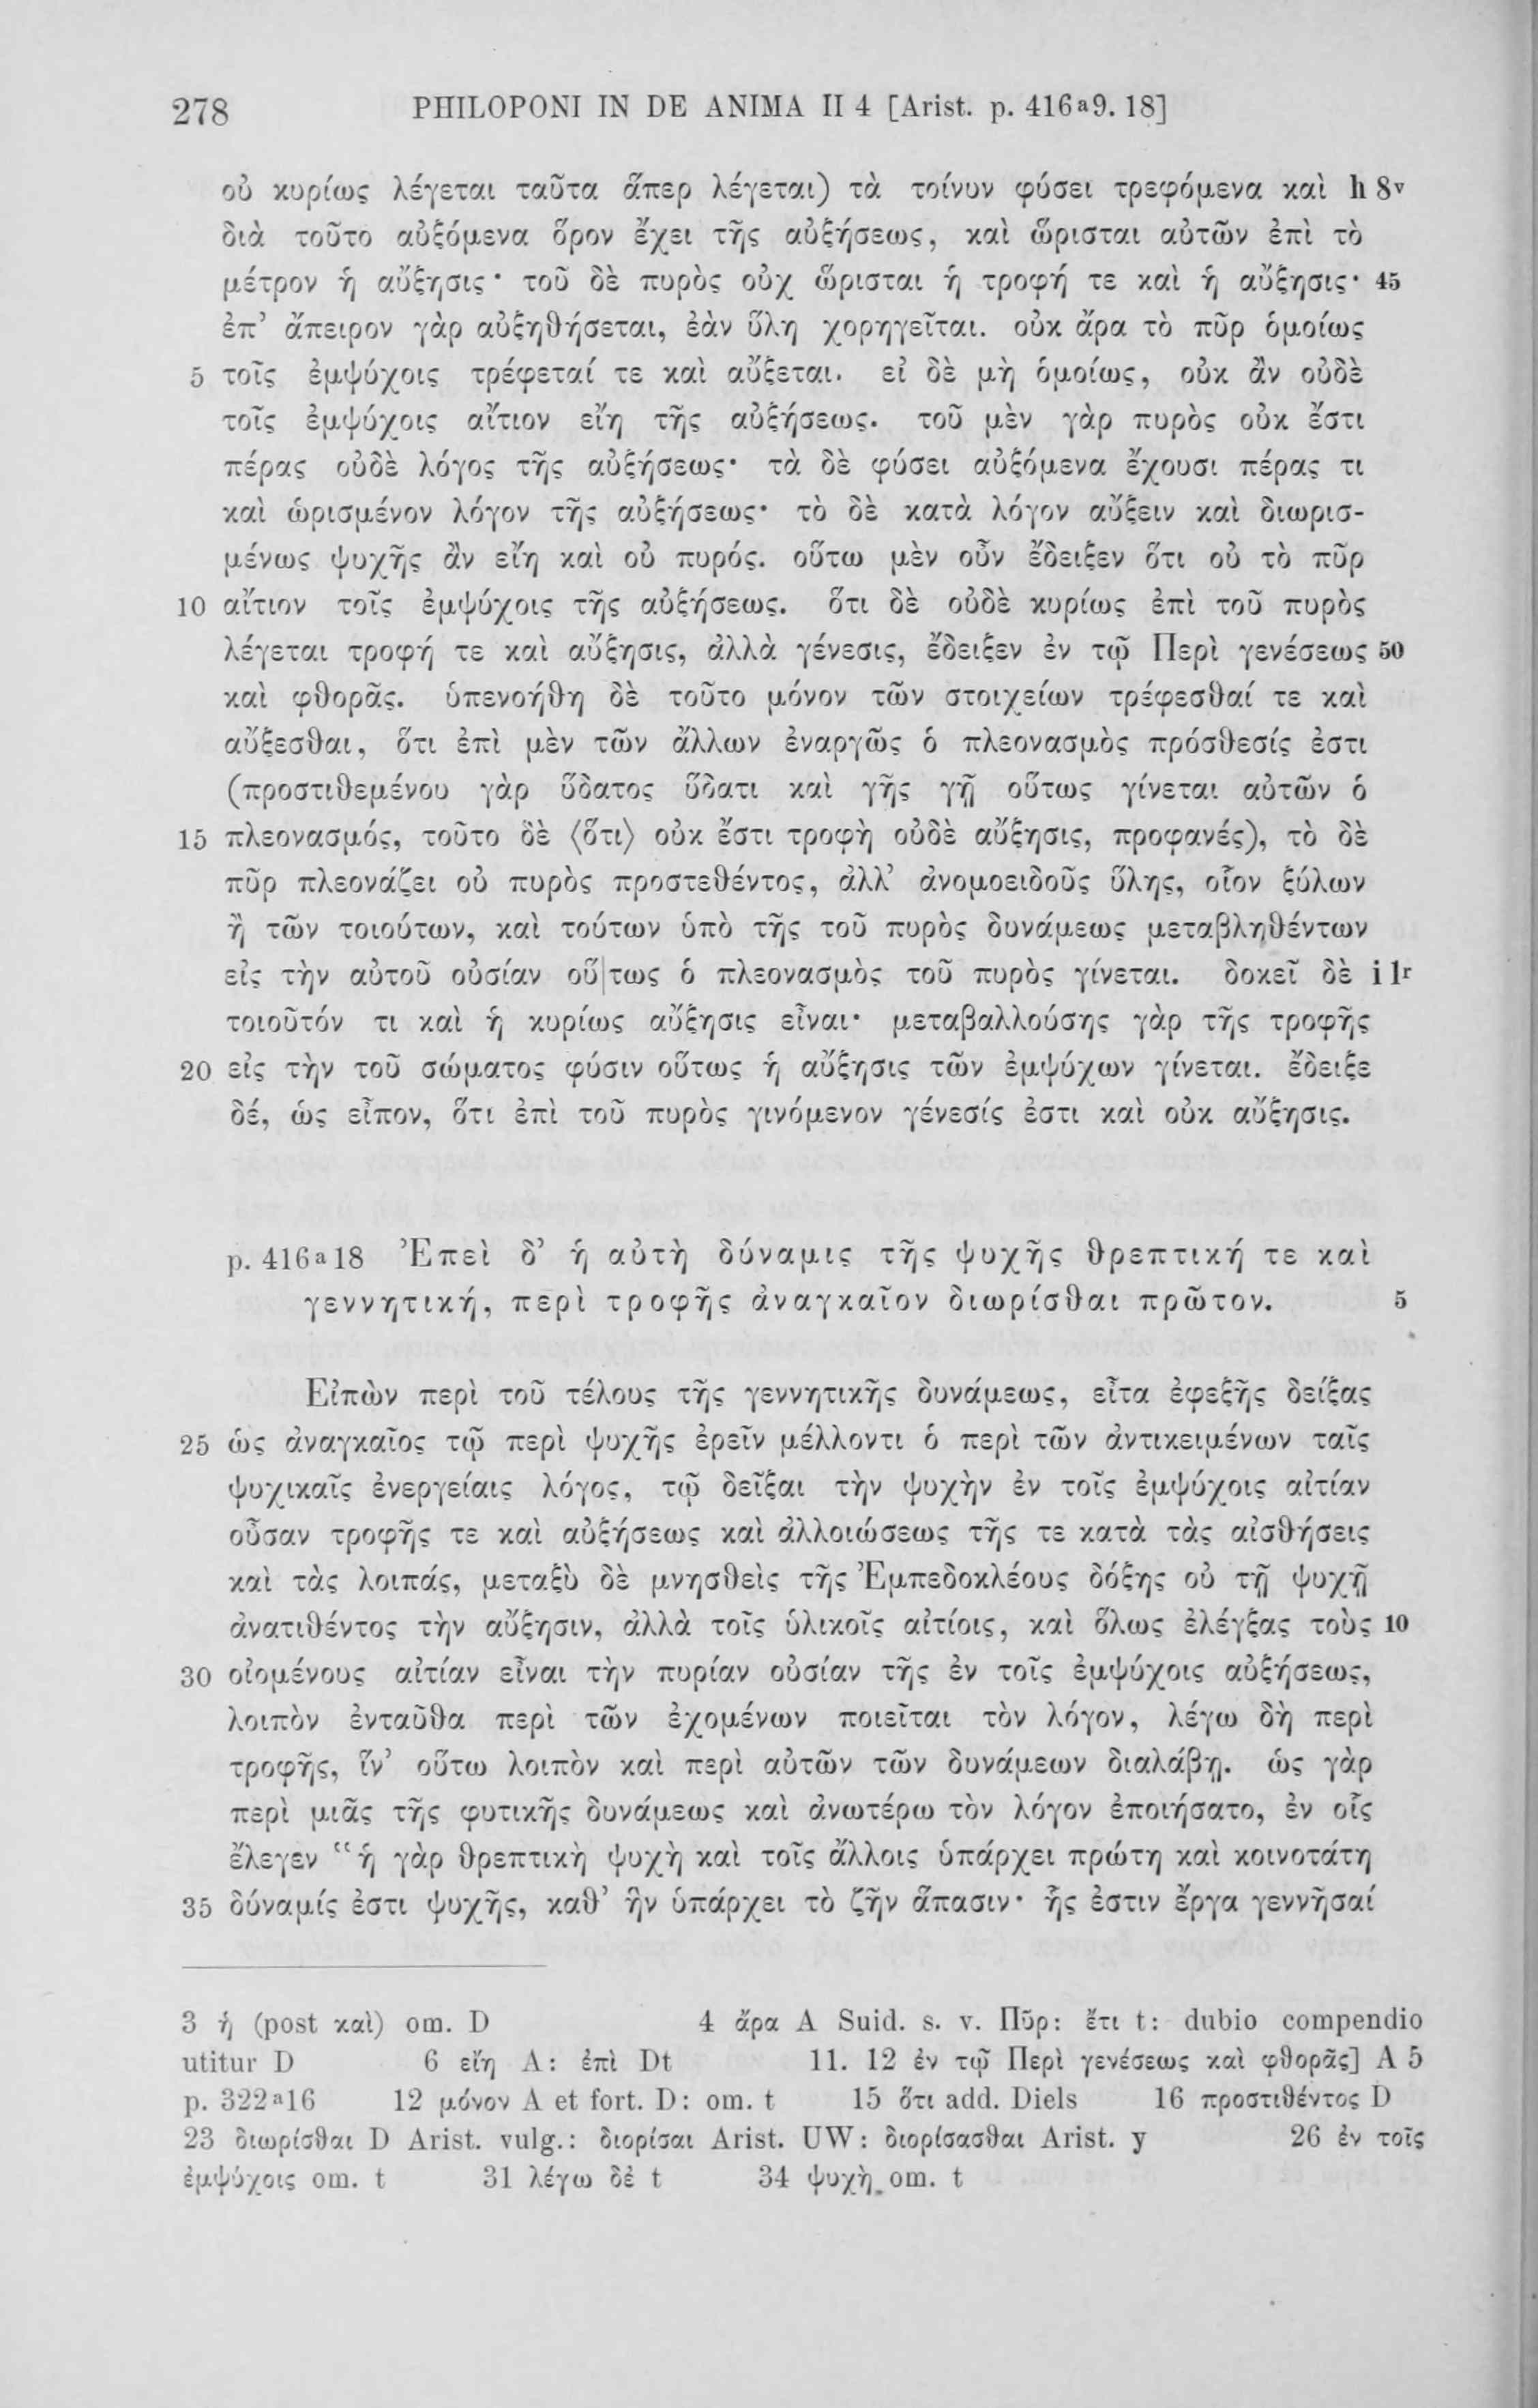 278 PHILOPONI IN DE ANIMA II 4 [Arist. p. 416ª9. 18]
οὐ κυρίως λέγεται ταῦτα ἅπερ λέγεται) τὰ τοίνυν φύσει τρεφόμενα καὶ h 8ᵛ
διὰ τοῦτο αὐξόμενα ὅρον ἔχει τῆς αὐξήσεως, καὶ ὥρισται αὐτῶν ἐπὶ τὸ
μέτρον ἡ αὔξησις· τοῦ δὲ πυρὸς οὐχ ὥρισται ἡ τροφή τε καὶ ἡ αὔξησις· 45
ἐπ’ ἄπειρον γὰρ αὐξηθήσεται, ἐὰν ὕλη χορηγεῖται. οὐκ ἄρα τὸ πῦρ ὁμοίως
5 τοῖς ἐμψύχοις τρέφεταί τε καὶ αὔξεται. εἰ δὲ μὴ ὁμοίως, οὐκ ἂν οὐδὲ
τοῖς ἐμψύχοις αἴτιον εἴη τῆς αὐξήσεως. τοῦ μὲν γὰρ πυρὸς οὐκ ἔστι
πέρας οὐδὲ λόγος τῆς αὐξήσεως· τὰ δὲ φύσει αὐξόμενα ἔχουσι πέρας τι
καὶ ὡρισμένον λόγον τῆς αὐξήσεως· τὸ δὲ κατὰ λόγον αὔξειν καὶ διωρισ-
μένως ψυχῆς ἂν εἴη καὶ οὐ πυρός. οὕτω μὲν οὖν ἔδειξεν ὅτι οὐ τὸ πῦρ
10 αἴτιον τοῖς ἐμψύχοις τῆς αὐξήσεως. ὅτι δὲ οὐδὲ κυρίως ἐπὶ τοῦ πυρὸς
λέγεται τροφή τε καὶ αὔξησις, ἀλλὰ γένεσις, ἔδειξεν ἐν τῷ Περὶ γενέσεως 50
καὶ φθορᾶς. ὑπενοήθη δὲ τοῦτο μόνον τῶν στοιχείων τρέφεσθαί τε καὶ
αὔξεσθαι, ὅτι ἐπὶ μὲν τῶν ἄλλων ἐναργῶς ὁ πλεονασμὸς πρόσθεσίς ἐστι
(προστιθεμένου γὰρ ὕδατος ὕδατι καὶ γῆς γῇ οὕτως γίνεται αὐτῶν ὁ
15 πλεονασμός, τοῦτο δὲ ⟨ὅτι⟩ οὐκ ἔστι τροφὴ οὐδὲ αὔξησις, προφανές), τὸ δὲ
πῦρ πλεονάζει οὐ πυρὸς προστεθέντος, ἀλλ’ ἀνομοειδοῦς ὕλης, οἷον ξύλων
ἢ τῶν τοιούτων, καὶ τούτων ὑπὸ τῆς τοῦ πυρὸς δυνάμεως μεταβληθέντων
εἰς τὴν αὐτοῦ οὐσίαν οὕ|τως ὁ πλεονασμὸς τοῦ πυρὸς γίνεται. δοκεῖ δὲ i 1ʳ
τοιοῦτόν τι καὶ ἡ κυρίως αὔξησις εἶναι· μεταβαλλούσης γὰρ τῆς τροφῆς
20 εἰς τὴν τοῦ σώματος φύσιν οὕτως ἡ αὔξησις τῶν ἐμψύχων γίνεται. ἔδειξε
δέ, ὡς εἶπον, ὅτι ἐπὶ τοῦ πυρὸς γινόμενον γένεσίς ἐστι καὶ οὐκ αὔξησις.
p. 416ª18 Ἐπεὶ δ’ ἡ αὐτὴ δύναμις τῆς ψυχῆς θρεπτική τε καὶ
γεννητική, περὶ τροφῆς ἀναγκαῖον διωρίσθαι πρῶτον. 5
Εἰπὼν περὶ τοῦ τέλους τῆς γεννητικῆς δυνάμεως, εἶτα ἐφεξῆς δείξας
25 ὡς ἀναγκαῖος τῷ περὶ ψυχῆς ἐρεῖν μέλλοντι ὁ περὶ τῶν ἀντικειμένων ταῖς
ψυχικαῖς ἐνεργείαις λόγος, τῷ δεῖξαι τὴν ψυχὴν ἐν τοῖς ἐμψύχοις αἰτίαν
οὖσαν τροφῆς τε καὶ αὐξήσεως καὶ ἀλλοιώσεως τῆς τε κατὰ τὰς αἰσθήσεις
καὶ τὰς λοιπάς, μεταξὺ δὲ μνησθεὶς τῆς Ἐμπεδοκλέους δόξης οὐ τῇ ψυχῇ
ἀνατιθέντος τὴν αὔξησιν, ἀλλὰ τοῖς ὑλικοῖς αἰτίοις, καὶ ὅλως ἐλέγξας τοὺς 10
30 οἰομένους αἰτίαν εἶναι τὴν πυρίαν οὐσίαν τῆς ἐν τοῖς ἐμψύχοις αὐξήσεως,
λοιπὸν ἐνταῦθα περὶ τῶν ἐχομένων ποιεῖται τὸν λόγον, λέγω δὴ περὶ
τροφῆς, ἵν’ οὕτω λοιπὸν καὶ περὶ αὐτῶν τῶν δυνάμεων διαλάβῃ. ὡς γὰρ
περὶ μιᾶς τῆς φυτικῆς δυνάμεως καὶ ἀνωτέρω τὸν λόγον ἐποιήσατο, ἐν οἷς
ἔλεγεν “ἡ γὰρ θρεπτικὴ ψυχὴ καὶ τοῖς ἄλλοις ὑπάρχει πρώτη καὶ κοινοτάτη
35 δύναμίς ἐστι ψυχῆς, καθ’ ἣν ὑπάρχει τὸ ζῆν ἅπασιν· ἧς ἐστιν ἔργα γεννῆσαί
3 ἡ (post καὶ) om. D 4 ἄρα A Suid. s. v. Πῦρ: ἔτι t: dubio compendio
utitur D 6 εἴη A: ἐπὶ Dt 11. 12 ἐν τῷ Περὶ γενέσεως καὶ φθορᾶς] A 5
p. 322ª16 12 μόνον A et fort. D: om. t 15 ὅτι add. Diels 16 προστιθέντος D
23 διωρίσθαι D Arist. vulg.: διορίσαι Arist. UW: διορίσασθαι Arist. y 26 ἐν τοῖς
ἐμψύχοις om. t 31 λέγω δὲ t 34 ψυχὴ om. t